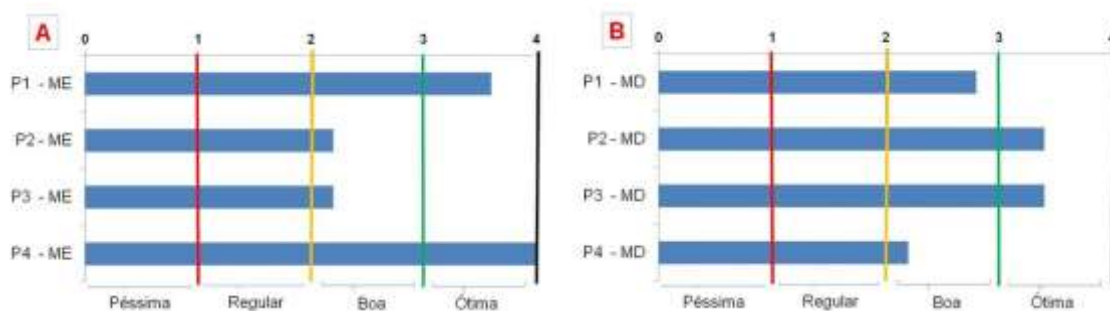 A
0 1 2 3 4
P1 - ME
P2 - ME
P3 - ME
P4 - ME
Péssima Regular Boa Ótima
B
0 1 2 3 4
P1 - MD
P2 - MD
P3 - MD
P4 - MD
Péssima Regular Boa Ótima